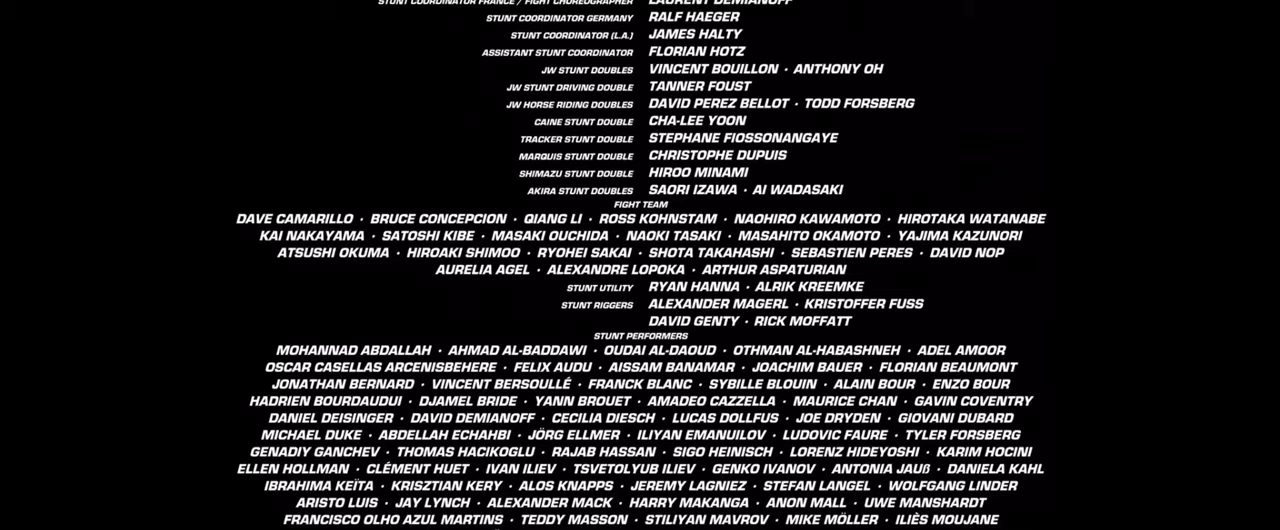 STUNT COORDINATOR FRANCE / FIGHT CHOREOGRAPHER LAURENT DEMIANOFF
STUNT COORDINATOR GERMANY RALF HAEGER
STUNT COORDINATOR (L.A.) JAMES HALTY
ASSISTANT STUNT COORDINATOR FLORIAN HOTZ
JW STUNT DOUBLES VINCENT BOUILLON · ANTHONY OH
JW STUNT DRIVING DOUBLE TANNER FOUST
JW HORSE RIDING DOUBLES DAVID PEREZ BELLOT · TODD FORSBERG
CAINE STUNT DOUBLE CHA-LEE YOON
TRACKER STUNT DOUBLE STEPHANE FIOSSONANGAYE
MARQUIS STUNT DOUBLE CHRISTOPHE DUPUIS
SHIMAZU STUNT DOUBLE HIROO MINAMI
AKIRA STUNT DOUBLES SAORI IZAWA · AI WADASAKI
FIGHT TEAM
DAVE CAMARILLO · BRUCE CONCEPCION · QIANG LI · ROSS KOHNSTAM · NAOHIRO KAWAMOTO · HIROTAKA WATANABE
KAI NAKAYAMA · SATOSHI KIBE · MASAKI OUCHIDA · NAOKI TASAKI · MASAHITO OKAMOTO · YAJIMA KAZUNORI
ATSUSHI OKUMA · HIROAKI SHIMOO · RYOHEI SAKAI · SHOTA TAKAHASHI · SEBASTIEN PERES · DAVID NOP
AURELIA AGEL · ALEXANDRE LOPOKA · ARTHUR ASPATURIAN
STUNT UTILITY RYAN HANNA · ALRIK KREEMKE
STUNT RIGGERS ALEXANDER MAGERL · KRISTOFFER FUSS
DAVID GENTY · RICK MOFFATT
STUNT PERFORMERS
MOHANNAD ABDALLAH · AHMAD AL-BADDAWI · OUDAI AL-DAOUD · OTHMAN AL-HABASHNEH · ADEL AMOOR
OSCAR CASELLAS ARCENISBEHERE · FELIX AUDU · AISSAM BANAMAR · JOACHIM BAUER · FLORIAN BEAUMONT
JONATHAN BERNARD · VINCENT BERSOULLÉ · FRANCK BLANC · SYBILLE BLOUIN · ALAIN BOUR · ENZO BOUR
HADRIEN BOURDAUDUI · DJAMEL BRIDE · YANN BROUET · AMADEO CAZZELLA · MAURICE CHAN · GAVIN COVENTRY
DANIEL DEISINGER · DAVID DEMIANOFF · CECILIA DIESCH · LUCAS DOLLFUS · JOE DRYDEN · GIOVANI DUBARD
MICHAEL DUKE · ABDELLAH ECHAHBI · JÖRG ELLMER · ILIYAN EMANUILOV · LUDOVIC FAURE · TYLER FORSBERG
GENADIY GANCHEV · THOMAS HACIKOGLU · RAJAB HASSAN · SIGO HEINISCH · LORENZ HIDEYOSHI · KARIM HOCINI
ELLEN HOLLMAN · CLÉMENT HUET · IVAN ILIEV · TSVETOLYUB ILIEV · GENKO IVANOV · ANTONIA JAUß · DANIELA KAHL
IBRAHIMA KEÏTA · KRISZTIAN KERY · ALOS KNAPPS · JEREMY LAGNIEZ · STEFAN LANGEL · WOLFGANG LINDER
ARISTO LUIS · JAY LYNCH · ALEXANDER MACK · HARRY MAKANGA · ANON MALL · UWE MANSHARDT
FRANCISCO OLHO AZUL MARTINS · TEDDY MASSON · STILIYAN MAVROV · MIKE MÖLLER · ILIÈS MOUJANE